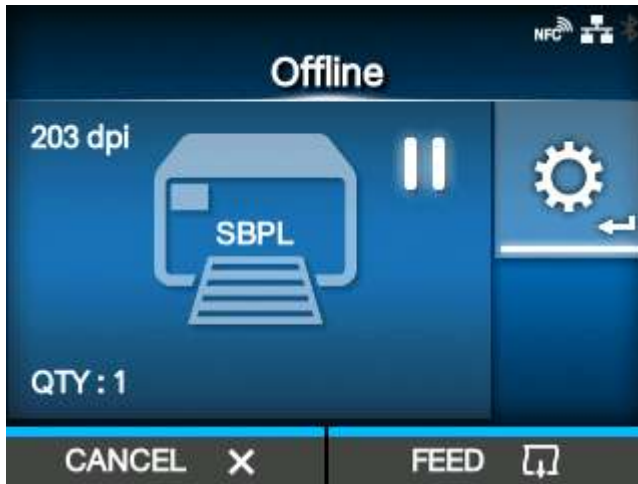 NFC
Offline
203 dpi
SBPL
QTY : 1
CANCEL FEED